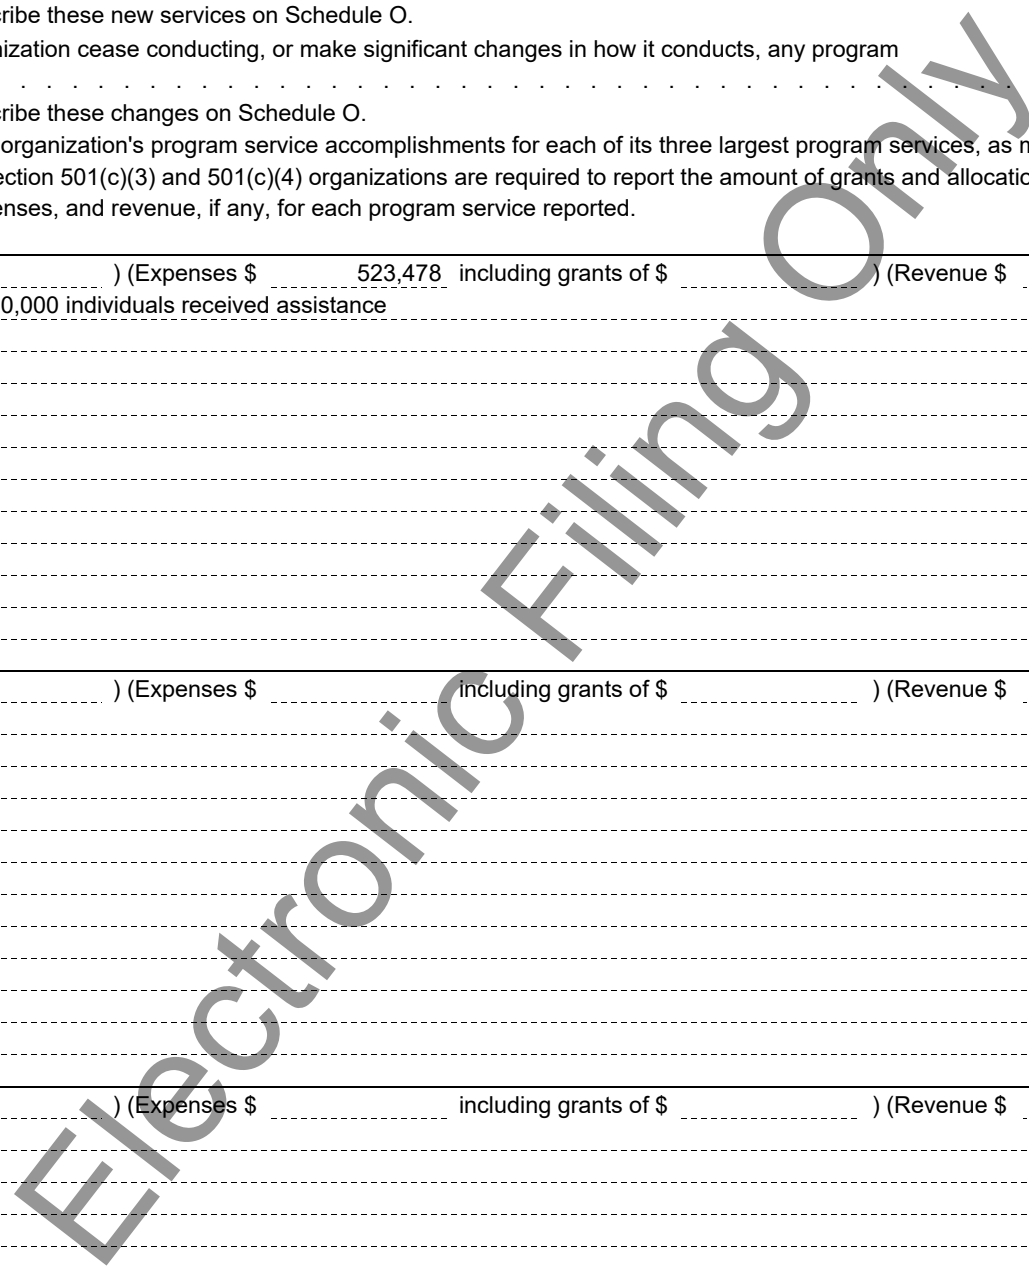 cribe these new services on Schedule O.
nization cease conducting, or make significant changes in how it conducts, any program
. . . . . . . . . . . . . . . . . . . . . . . . . . . . . . . . . . . . . . .
cribe these changes on Schedule O.
organization's program service accomplishments for each of its three largest program services, as m
ection 501(c)(3) and 501(c)(4) organizations are required to report the amount of grants and allocatio
enses, and revenue, if any, for each program service reported.
) (Expenses $ 523,478 including grants of $ ) (Revenue $
0,000 individuals received assistance
) (Expenses $ including grants of $ ) (Revenue $
) (Expenses $ including grants of $ ) (Revenue $
Electronic Filing Only